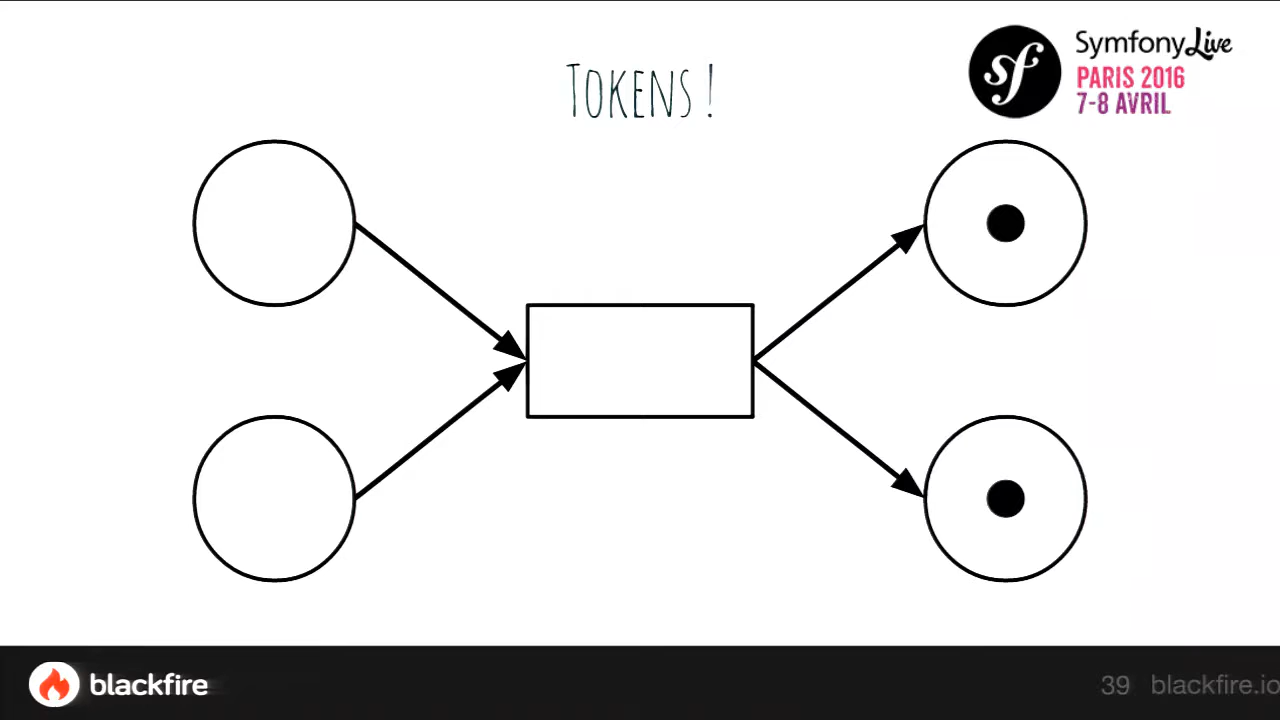 Tokens !
Symfony Live
PARIS 2016
7-8 AVRIL
sf
blackfire
39 blackfire.io